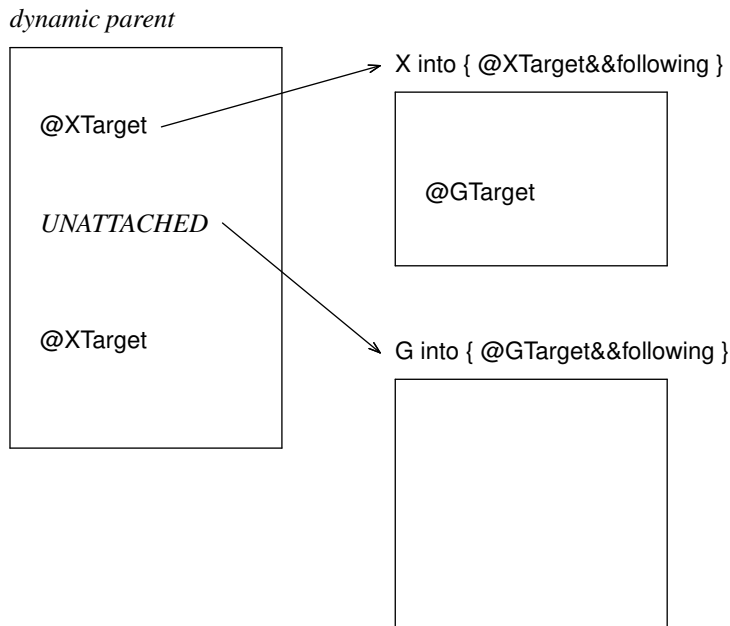 dynamic parent
@XTarget
UNATTACHED
@XTarget
X into { @XTarget&&following }
@GTarget
G into { @GTarget&&following }